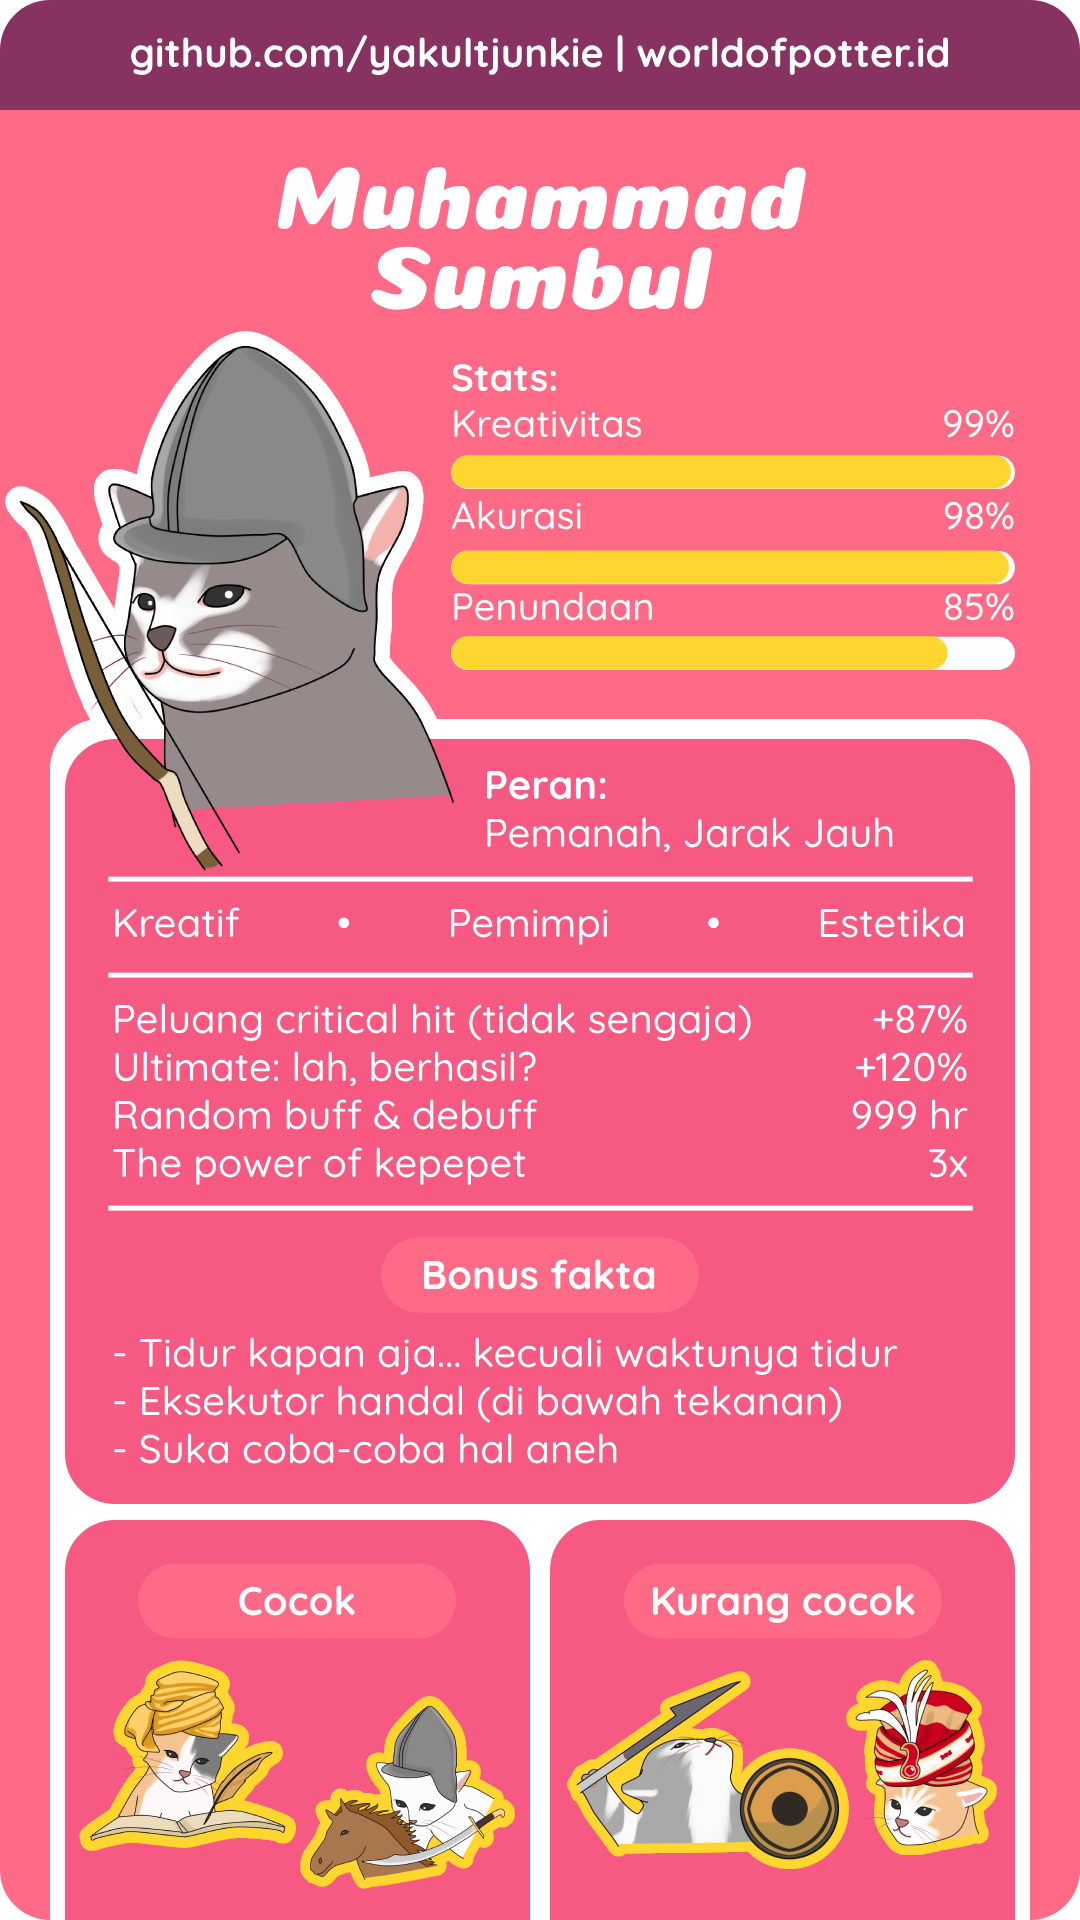 github.com/yakultjunkie | worldofpotter.id
Muhammad
Sumbul
Stats:
Kreativitas 99%
Akurasi 98%
Penundaan 85%
Peran:
Pemanah, Jarak Jauh
Kreatif • Pemimpi • Estetika
Peluang critical hit (tidak sengaja) +87%
Ultimate: lah, berhasil? +120%
Random buff & debuff 999 hr
The power of kepepet 3x
Bonus fakta
- Tidur kapan aja... kecuali waktunya tidur
- Eksekutor handal (di bawah tekanan)
- Suka coba-coba hal aneh
Cocok
Kurang cocok